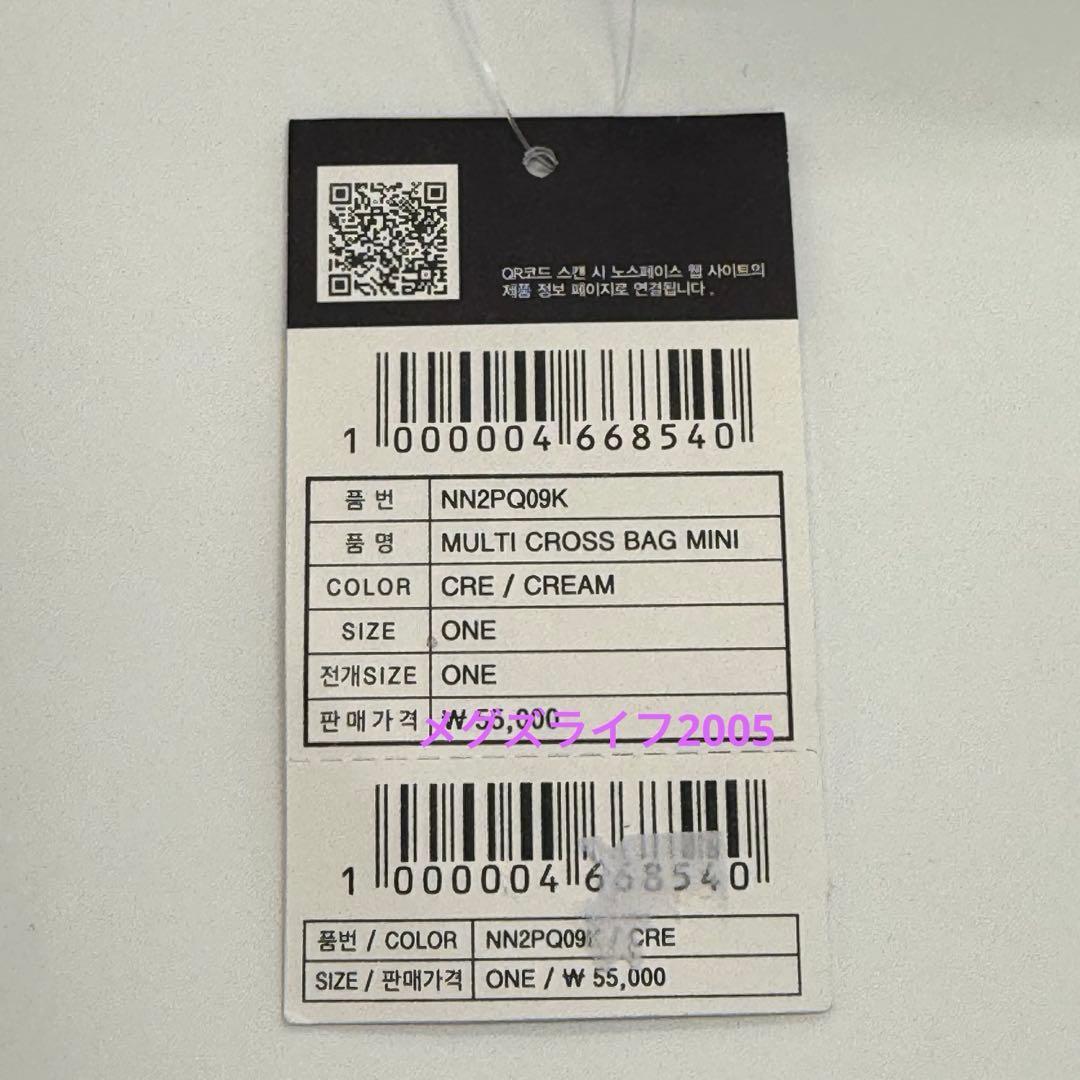 QR코드 스캔 시 노스페이스 웹 사이트의
제품 정보 페이지로 연결됩니다.
1 000004 668540
품 번 NN2PQ09K
품 명 MULTI CROSS BAG MINI
COLOR CRE / CREAM
SIZE ONE
전개SIZE ONE
판매가격 ₩ 55,000
メグズライフ2005
1 000004 668540
품번 / COLOR NN2PQ09K / CRE
SIZE / 판매가격 ONE / ₩ 55,000